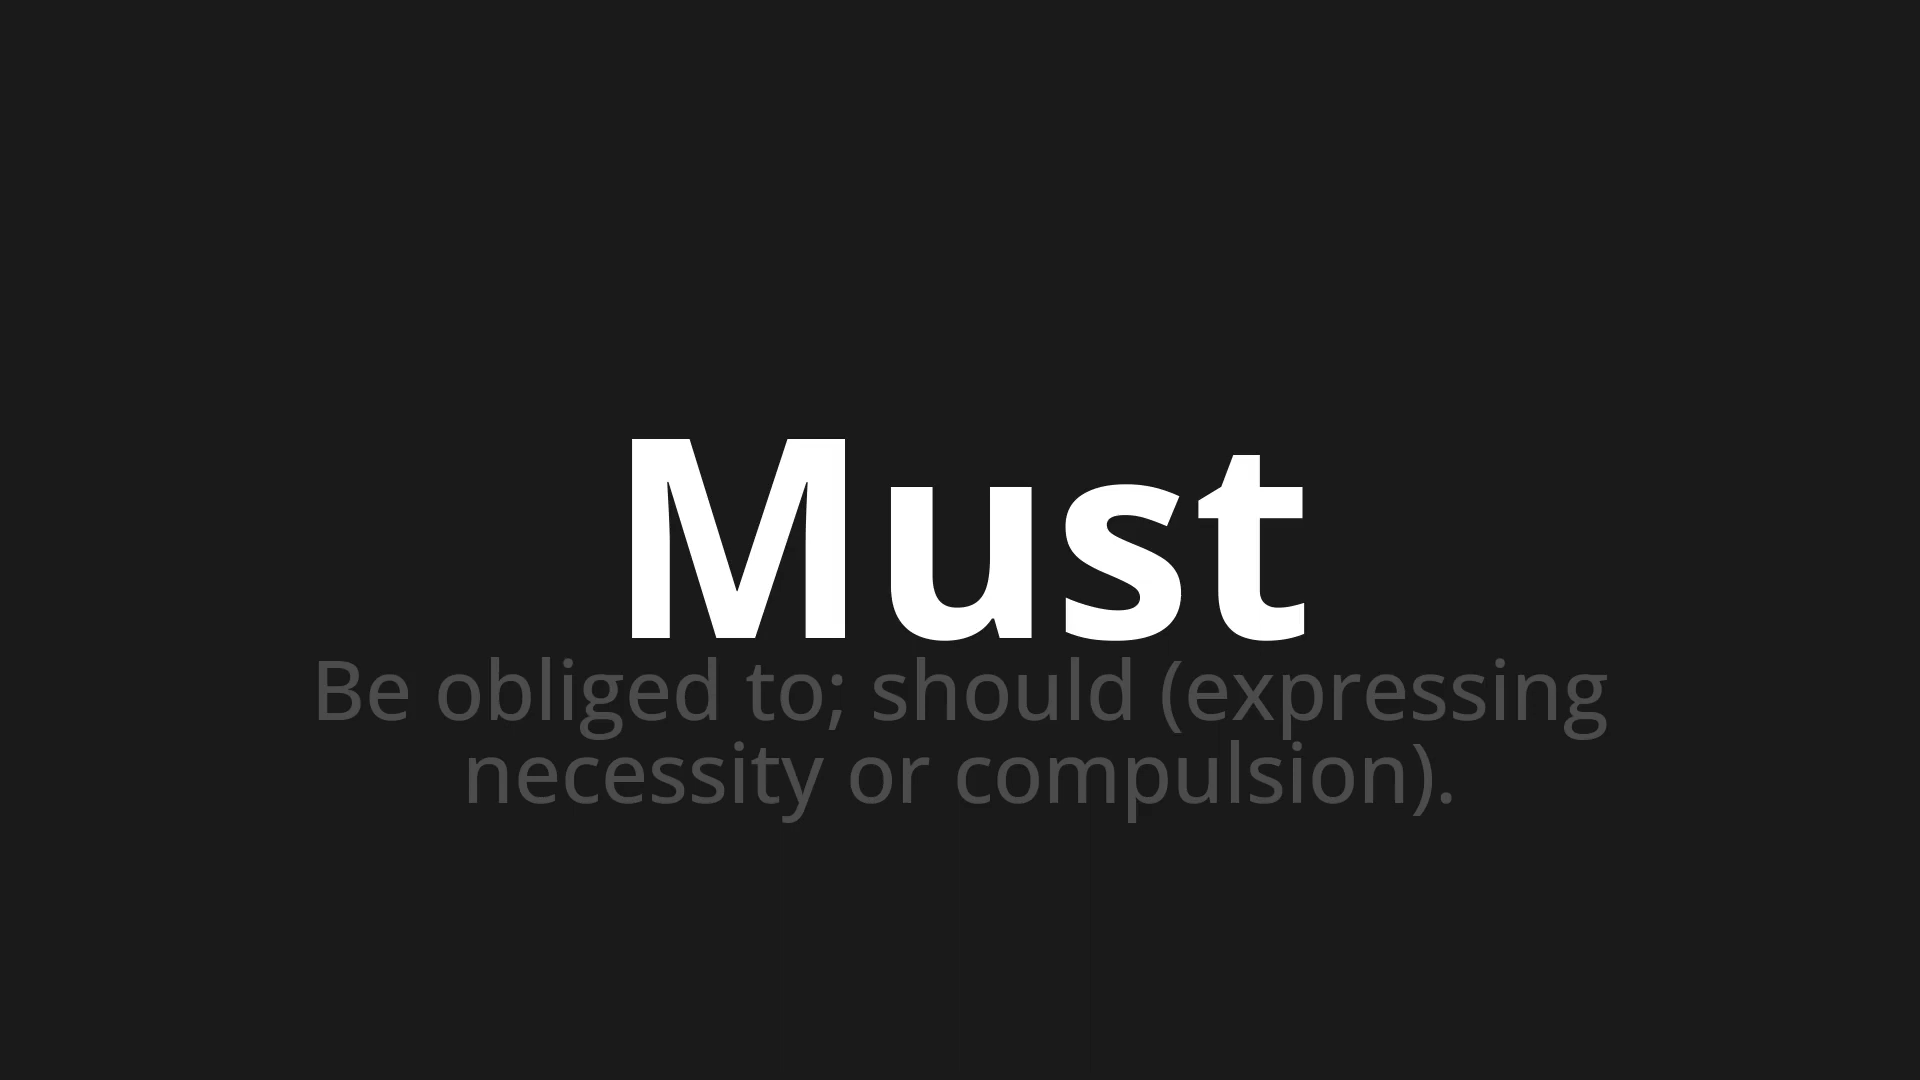 Must
Be obliged to; should (expressing
necessity or compulsion).